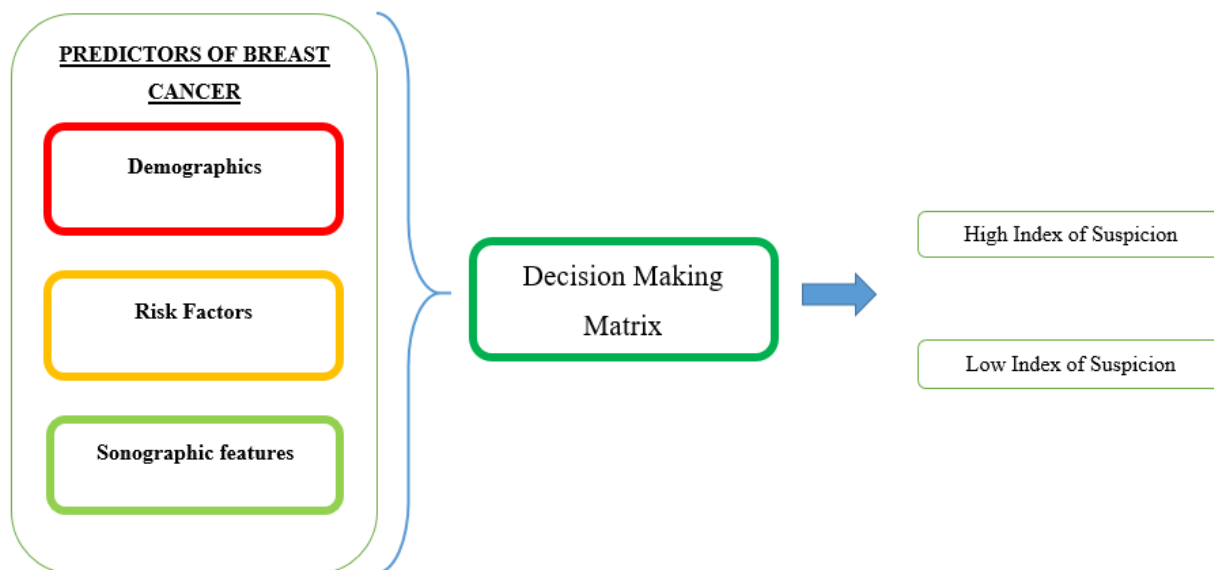 PREDICTORS OF BREAST
CANCER
Demographics
Risk Factors
Sonographic features
Decision Making
Matrix
High Index of Suspicion
Low Index of Suspicion